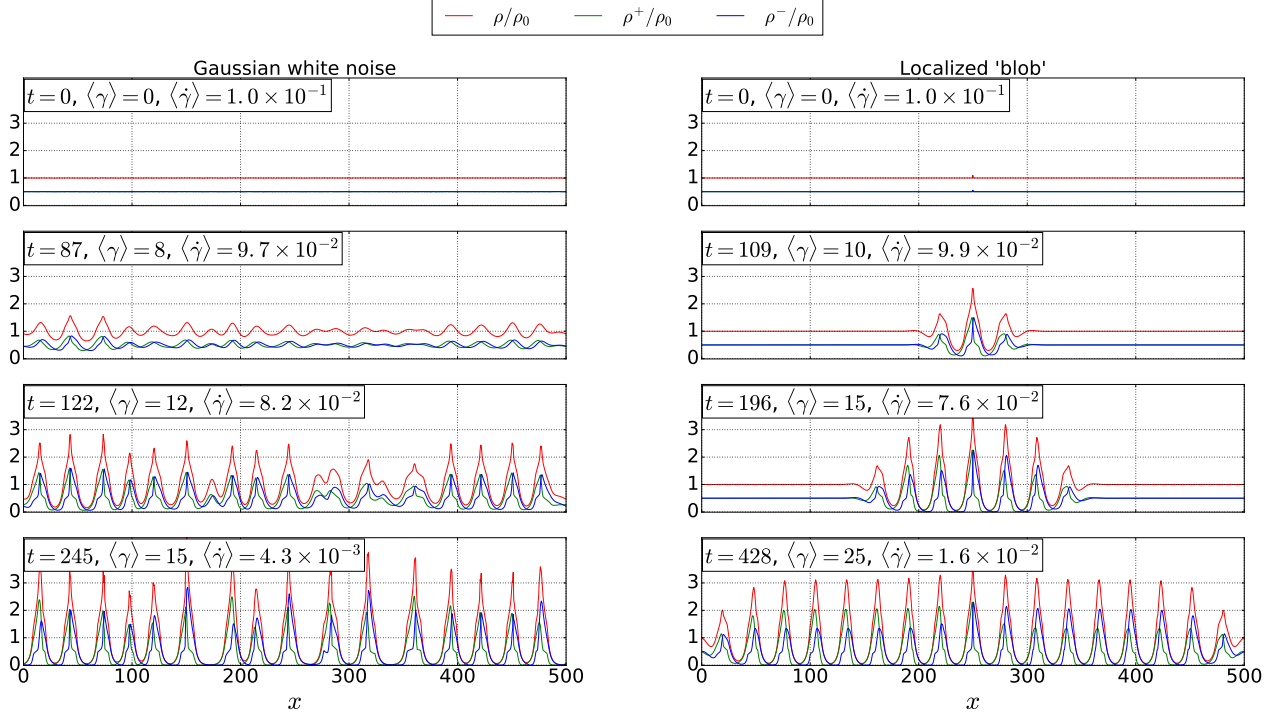 ρ/ρ₀ ρ⁺/ρ₀ ρ⁻/ρ₀
Gaussian white noise
t = 0, ⟨γ⟩ = 0, ⟨γ̇⟩ = 1.0 × 10⁻¹
3
2
1
0
t = 87, ⟨γ⟩ = 8, ⟨γ̇⟩ = 9.7 × 10⁻²
3
2
1
0
t = 122, ⟨γ⟩ = 12, ⟨γ̇⟩ = 8.2 × 10⁻²
3
2
1
0
t = 245, ⟨γ⟩ = 15, ⟨γ̇⟩ = 4.3 × 10⁻³
3
2
1
0
0 100 200 300 400 500
x
Localized 'blob'
t = 0, ⟨γ⟩ = 0, ⟨γ̇⟩ = 1.0 × 10⁻¹
3
2
1
0
t = 109, ⟨γ⟩ = 10, ⟨γ̇⟩ = 9.9 × 10⁻²
3
2
1
0
t = 196, ⟨γ⟩ = 15, ⟨γ̇⟩ = 7.6 × 10⁻²
3
2
1
0
t = 428, ⟨γ⟩ = 25, ⟨γ̇⟩ = 1.6 × 10⁻²
3
2
1
0
0 100 200 300 400 500
x